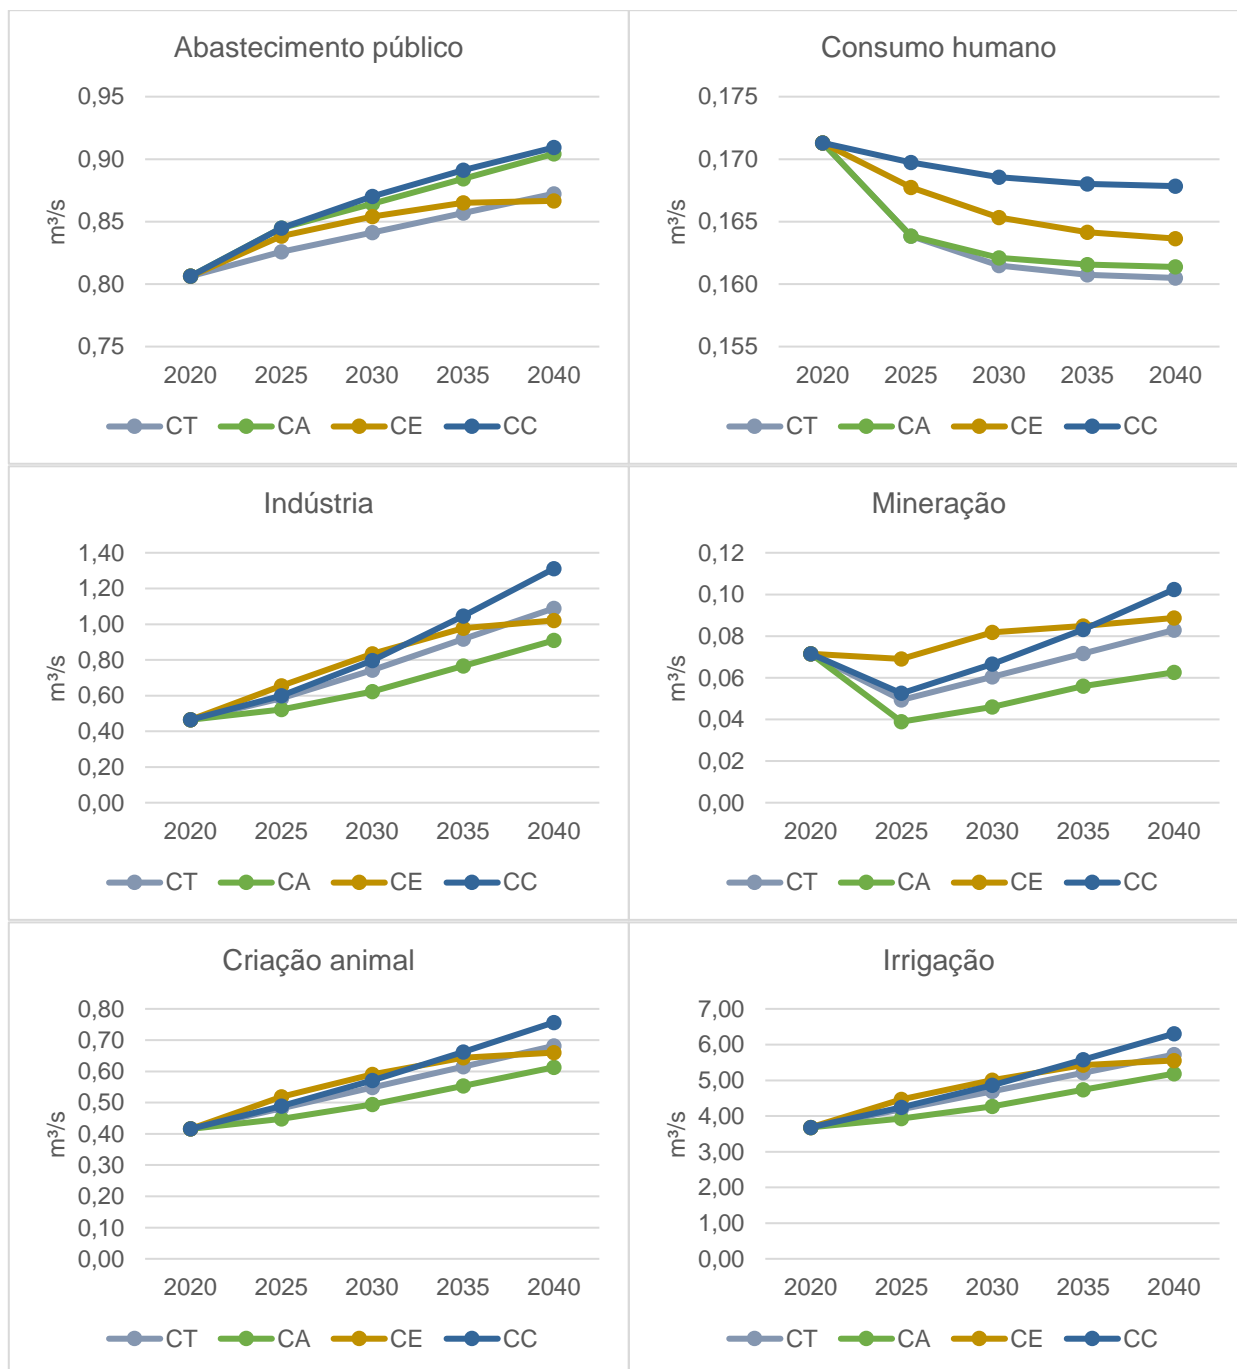 Abastecimento público
m³/s
0,95
0,90
0,85
0,80
0,75
2020 2025 2030 2035 2040
CT CA CE CC
Consumo humano
m³/s
0,175
0,170
0,165
0,160
0,155
2020 2025 2030 2035 2040
CT CA CE CC
Indústria
m³/s
1,40
1,20
1,00
0,80
0,60
0,40
0,20
0,00
2020 2025 2030 2035 2040
CT CA CE CC
Mineração
m³/s
0,12
0,10
0,08
0,06
0,04
0,02
0,00
2020 2025 2030 2035 2040
CT CA CE CC
Criação animal
m³/s
0,80
0,70
0,60
0,50
0,40
0,30
0,20
0,10
0,00
2020 2025 2030 2035 2040
CT CA CE CC
Irrigação
m³/s
7,00
6,00
5,00
4,00
3,00
2,00
1,00
0,00
2020 2025 2030 2035 2040
CT CA CE CC